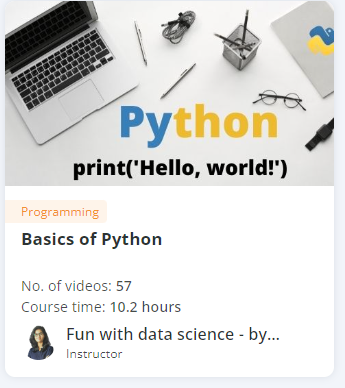 Python
print('Hello, world!')
Programming
Basics of Python
No. of videos: 57
Course time: 10.2 hours
Fun with data science - by...
Instructor